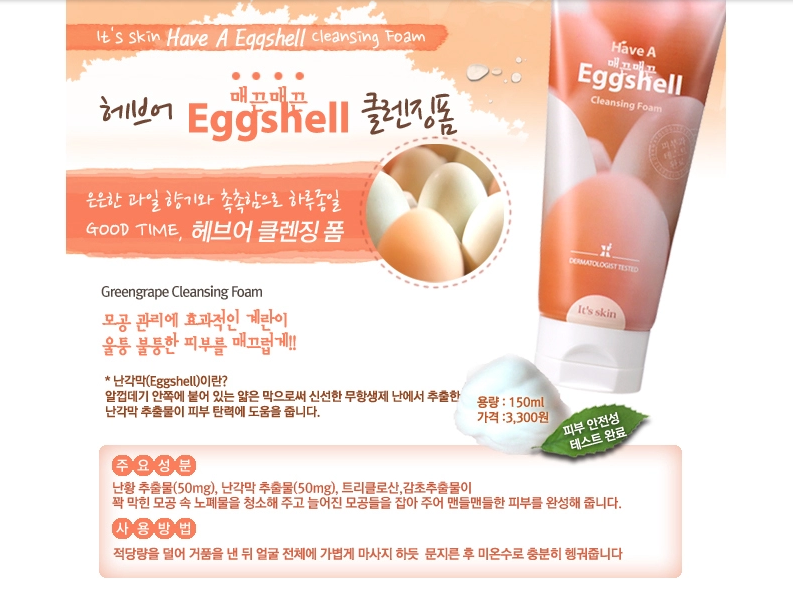 It's skin Have A Eggshell Cleansing Foam
매끈매끈
헤브어 Eggshell 클렌징폼
은은한 과일 향기와 촉촉함으로 하루종일
GOOD TIME, 헤브어 클렌징 폼
Have A
매끈매끈
Eggshell
Cleansing Foam
피부과
테스트
완료
DERMATOLOGIST TESTED
It's skin
Greengrape Cleansing Foam
모공 관리에 효과적인 계란이
울퉁 불퉁한 피부를 매끄럽게!!
* 난각막(Eggshell)이란?
알껍데기 안쪽에 붙어 있는 얇은 막으로써 신선한 무항생제 난에서 추출한
난각막 추출물이 피부 탄력에 도움을 줍니다.
용량 : 150ml
가격 :3,300원
피부 안전성
테스트 완료
주요성분
난황 추출물(50mg), 난각막 추출물(50mg), 트리클로산,감초추출물이
꽉 막힌 모공 속 노폐물을 청소해 주고 늘어진 모공들을 잡아 주어 맨들맨들한 피부를 완성해 줍니다.
사용방법
적당량을 덜어 거품을 낸 뒤 얼굴 전체에 가볍게 마사지 하듯 문지른 후 미온수로 충분히 헹궈줍니다